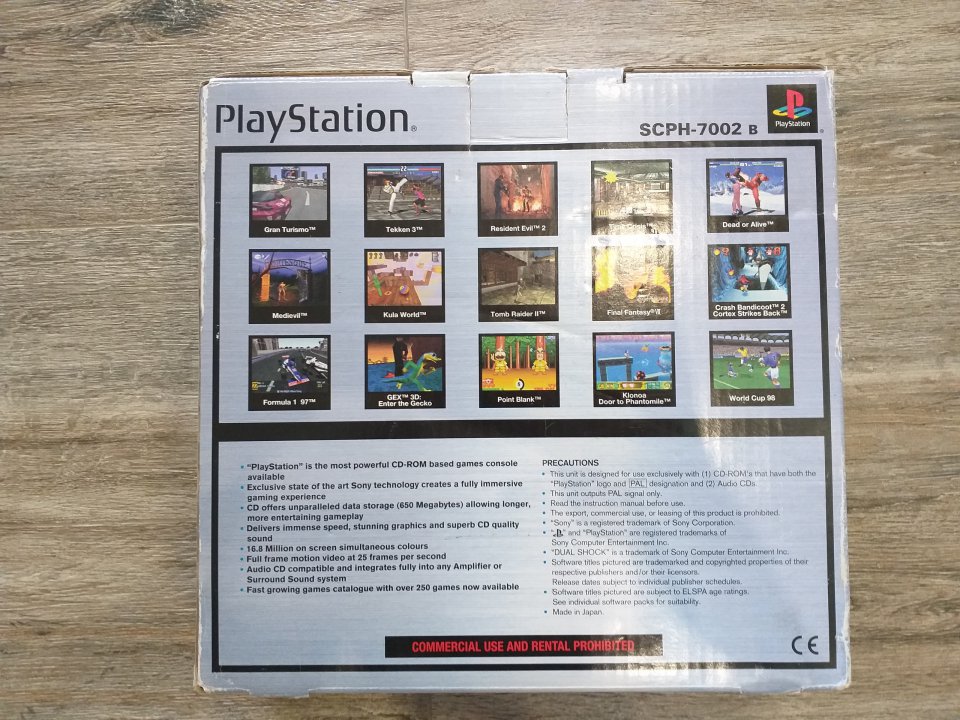 PlayStation®
SCPH-7002 B
PlayStation ®
Gran Turismo™
Tekken 3™
Resident Evil™ 2
Dead or Alive™
Medievil™
Kula World™
Tomb Raider II™
Final Fantasy® VII
Crash Bandicoot™ 2
Cortex Strikes Back™
Formula 1 97™
GEX™ 3D:
Enter the Gecko
Point Blank™
Klonoa
Door to Phantomile™
World Cup 98
• "PlayStation" is the most powerful CD-ROM based games console
available
• Exclusive state of the art Sony technology creates a fully immersive
gaming experience
• CD offers unparalleled data storage (650 Megabytes) allowing longer,
more entertaining gameplay
• Delivers immense speed, stunning graphics and superb CD quality
sound
• 16.8 Million on screen simultaneous colours
• Full frame motion video at 25 frames per second
• Audio CD compatible and integrates fully into any Amplifier or
Surround Sound system
• Fast growing games catalogue with over 250 games now available
PRECAUTIONS
• This unit is designed for use exclusively with (1) CD-ROM's that have both the
"PlayStation" logo and PAL designation and (2) Audio CDs.
• This unit outputs PAL signal only.
• Read the instruction manual before use.
• The export, commercial use, or leasing of this product is prohibited.
• "Sony" is a registered trademark of Sony Corporation.
• " " and "PlayStation" are registered trademarks of
Sony Computer Entertainment Inc.
• "DUAL SHOCK" is a trademark of Sony Computer Entertainment Inc.
• Software titles pictured are trademarked and copyrighted properties of their
respective publishers and/or their licensors.
Release dates subject to individual publisher schedules.
• Software titles pictured are subject to ELSPA age ratings.
See individual software packs for suitability.
• Made in Japan.
COMMERCIAL USE AND RENTAL PROHIBITED
CE